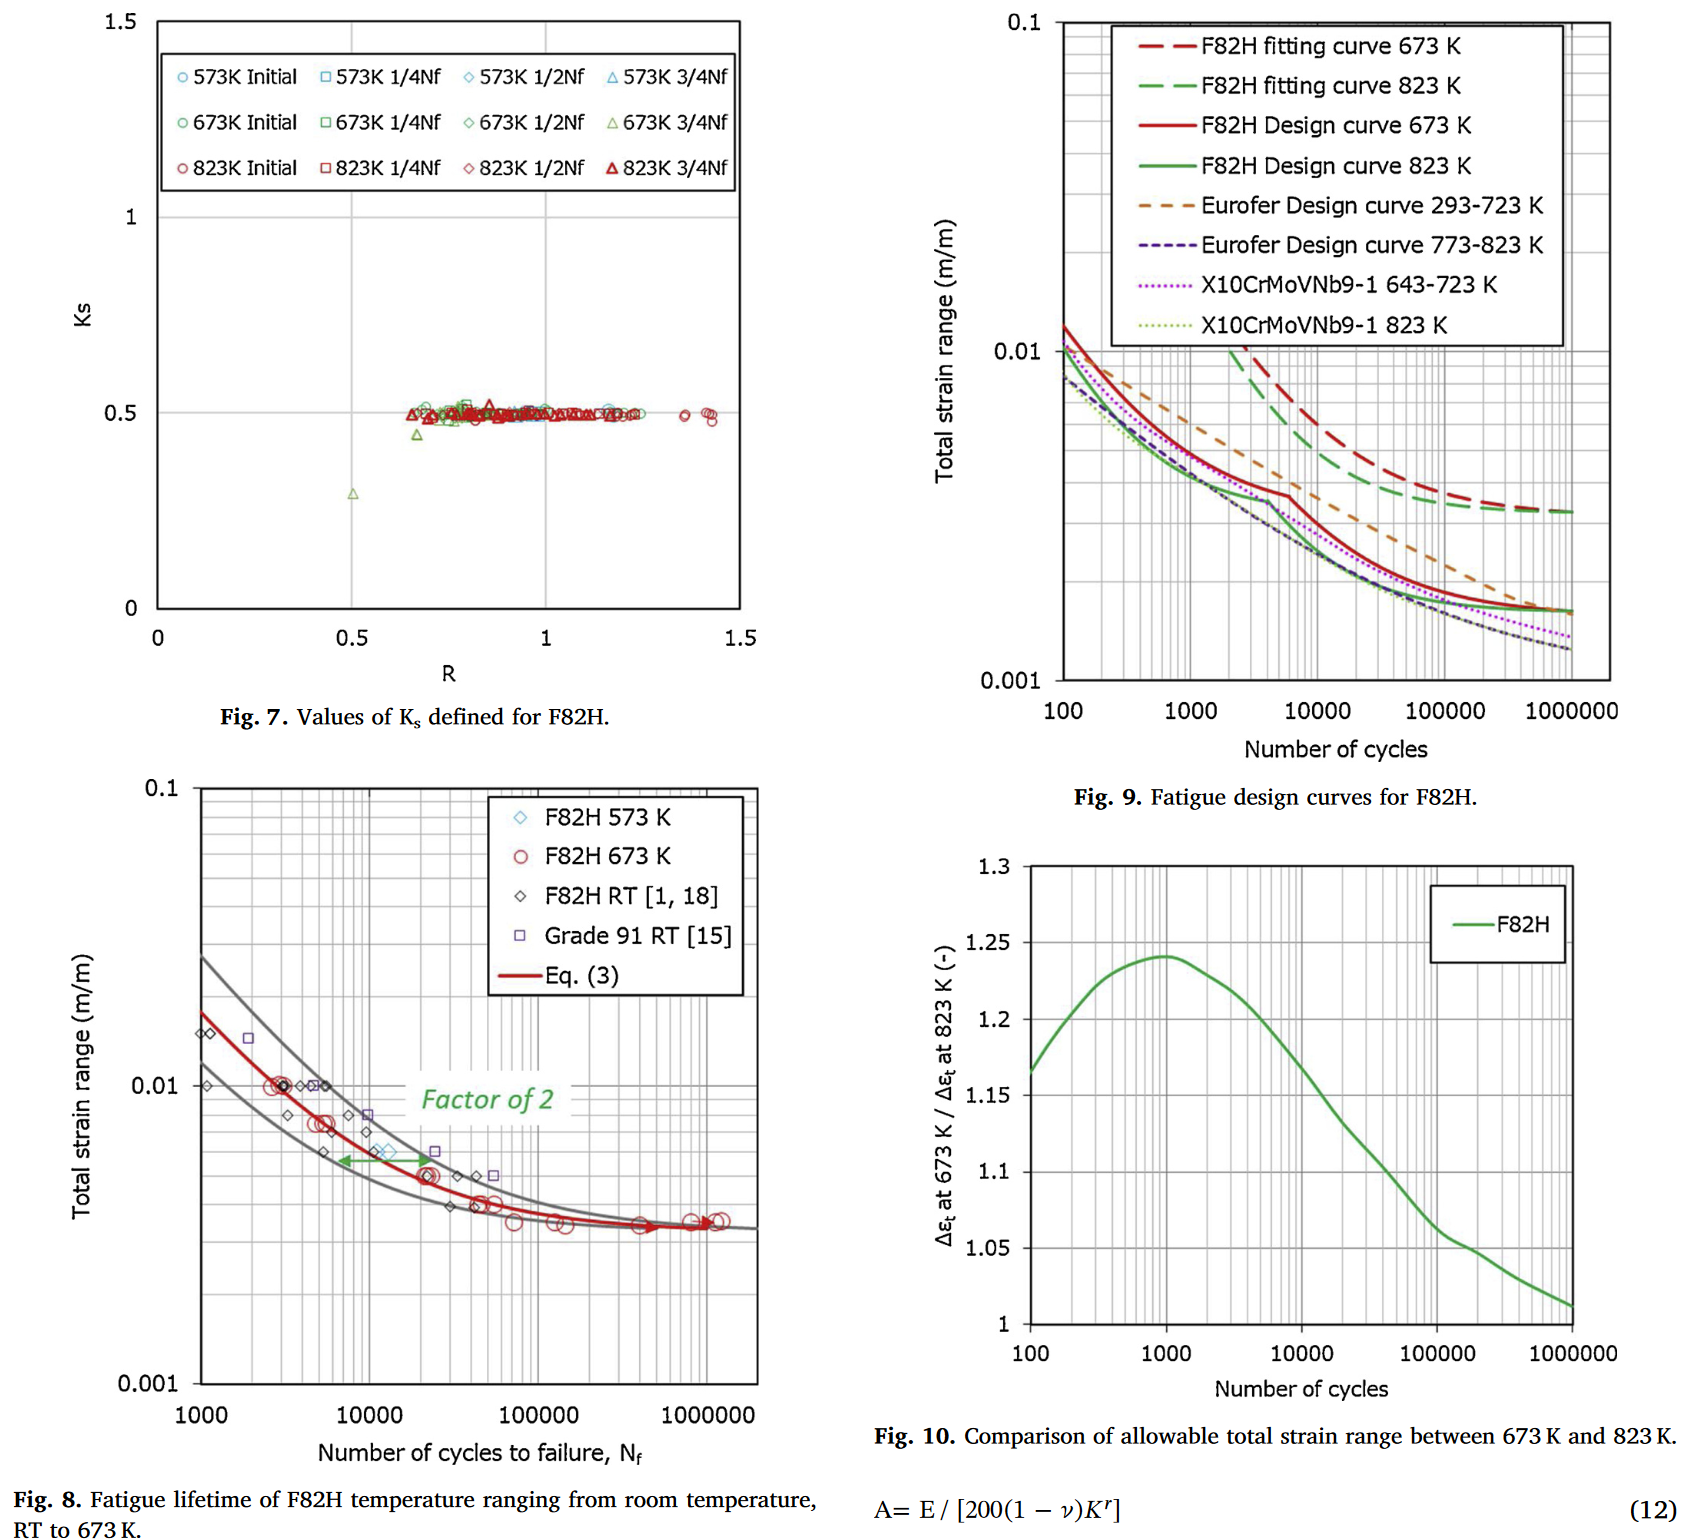 1.5
573K Initial 573K 1/4Nf 573K 1/2Nf 573K 3/4Nf
673K Initial 673K 1/4Nf 673K 1/2Nf 673K 3/4Nf
823K Initial 823K 1/4Nf 823K 1/2Nf 823K 3/4Nf
1
Ks
0.5
0
0 0.5 1 1.5
R
Fig. 7. Values of Ks defined for F82H.
0.1
F82H 573 K
F82H 673 K
F82H RT [1, 18]
Grade 91 RT [15]
Eq. (3)
Total strain range (m/m)
0.01
Factor of 2
0.001
1000 10000 100000 1000000
Number of cycles to failure, Nf
Fig. 8. Fatigue lifetime of F82H temperature ranging from room temperature,
RT to 673 K.
0.1
F82H fitting curve 673 K
F82H fitting curve 823 K
F82H Design curve 673 K
F82H Design curve 823 K
Eurofer Design curve 293-723 K
Eurofer Design curve 773-823 K
X10CrMoVNb9-1 643-723 K
X10CrMoVNb9-1 823 K
Total strain range (m/m)
0.01
0.001
100 1000 10000 100000 1000000
Number of cycles
Fig. 9. Fatigue design curves for F82H.
1.3
F82H
1.25
1.2
1.15
1.1
1.05
1
Δεt at 673 K / Δεt at 823 K (-)
100 1000 10000 100000 1000000
Number of cycles
Fig. 10. Comparison of allowable total strain range between 673 K and 823 K.
A= E / [200(1 − ν)K^r] (12)